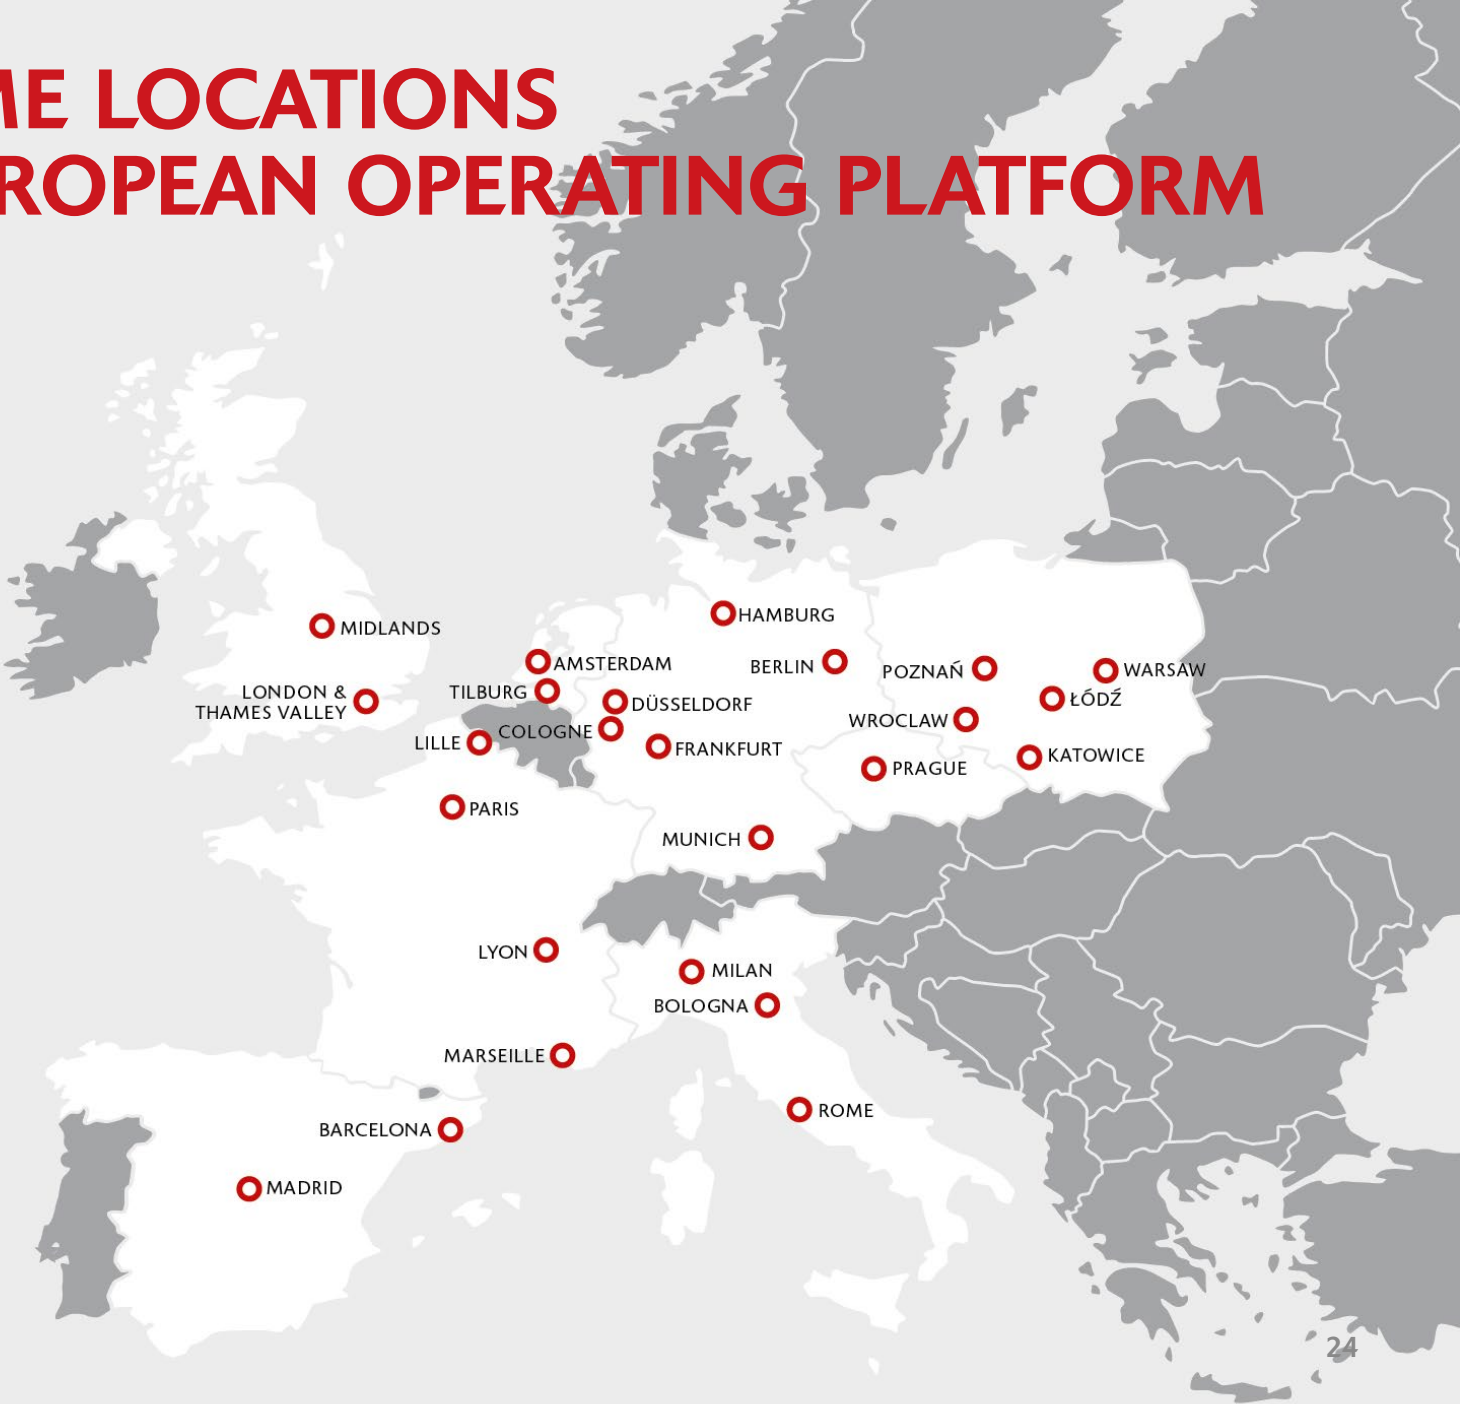 ME LOCATIONS
ROPEAN OPERATING PLATFORM
HAMBURG
MIDLANDS
AMSTERDAM
BERLIN
POZNAŃ
WARSAW
LONDON &
THAMES VALLEY
TILBURG
DÜSSELDORF
ŁÓDŹ
COLOGNE
WROCLAW
LILLE
FRANKFURT
KATOWICE
PRAGUE
PARIS
MUNICH
LYON
MILAN
BOLOGNA
MARSEILLE
ROME
BARCELONA
MADRID
24